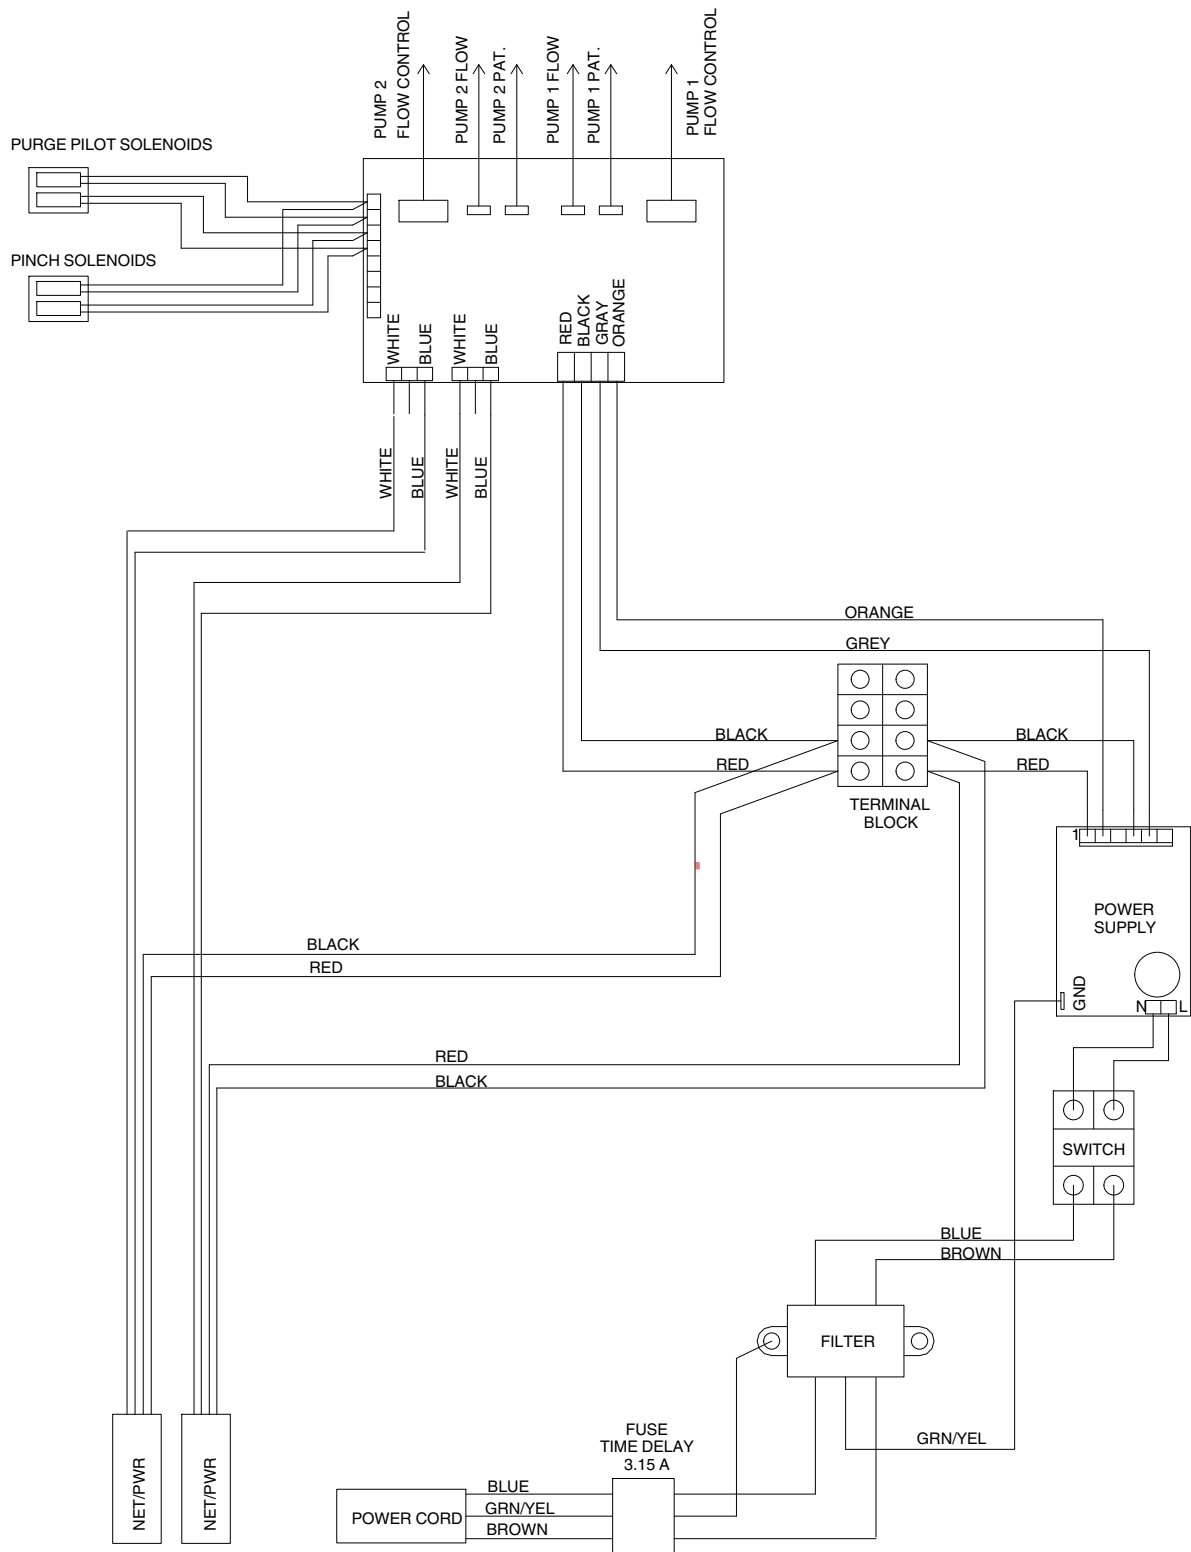 PUMP 2
FLOW CONTROL
PUMP 2 FLOW
PUMP 2 PAT.
PUMP 1 FLOW
PUMP 1 PAT.
PUMP 1
FLOW CONTROL
PURGE PILOT SOLENOIDS
PINCH SOLENOIDS
WHITE
BLUE
WHITE
BLUE
RED
BLACK
GRAY
ORANGE
WHITE
BLUE
WHITE
BLUE
ORANGE
GREY
BLACK
BLACK
RED
RED
TERMINAL
BLOCK
1
POWER
SUPPLY
GND
N
L
BLACK
RED
RED
BLACK
SWITCH
BLUE
BROWN
FILTER
GRN/YEL
FUSE
TIME DELAY
3.15 A
NET/PWR
NET/PWR
POWER CORD
BLUE
GRN/YEL
BROWN